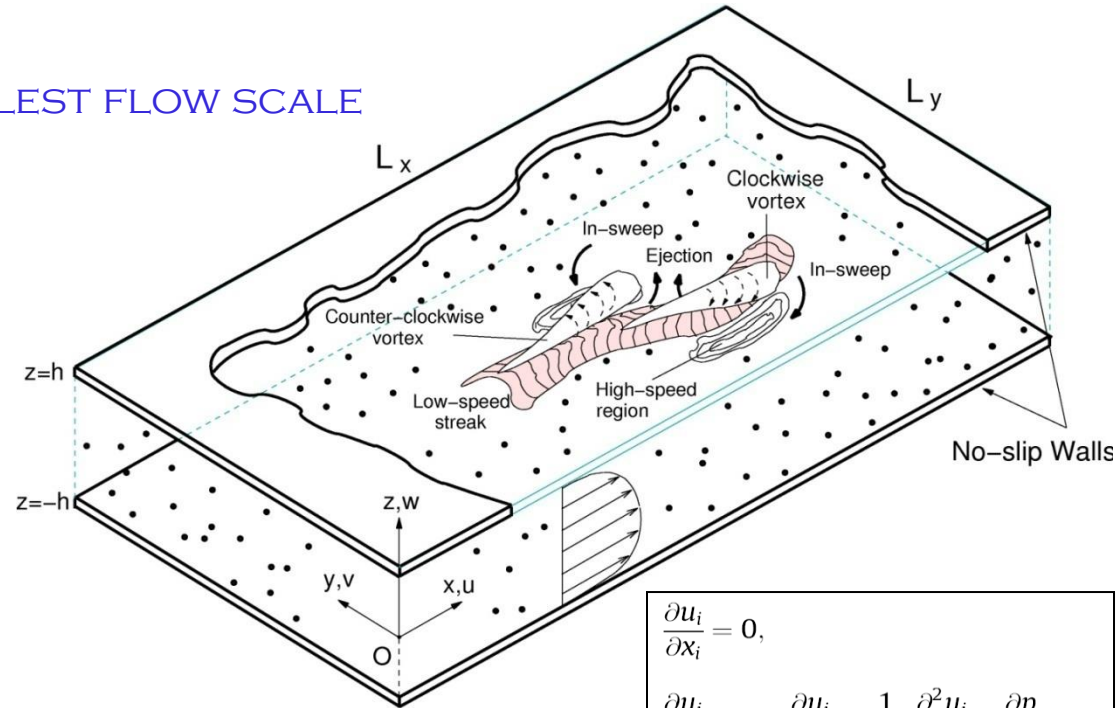 FLOW SCALE
L x
L y
Clockwise
vortex
In-sweep
Ejection
In-sweep
Counter-clockwise
vortex
z=h
Low-speed
streak
High-speed
region
No-slip Walls
z=-h
z,w
y,v
x,u
O
∂u_i/∂x_i = 0,